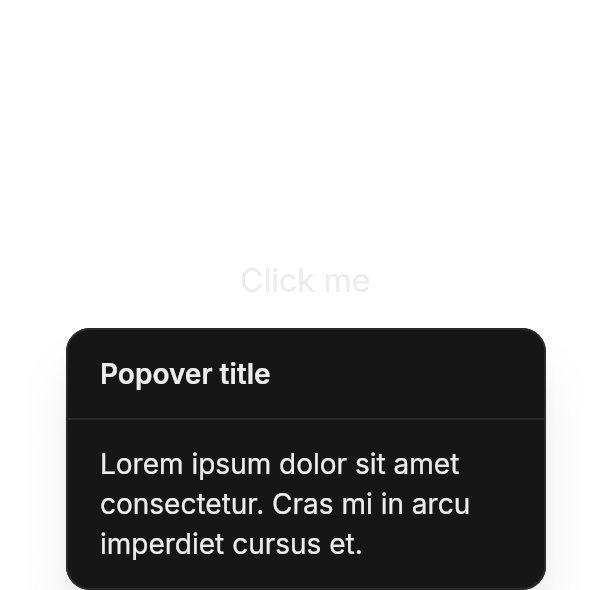 Click me
Popover title
Lorem ipsum dolor sit amet
consectetur. Cras mi in arcu
imperdiet cursus et.